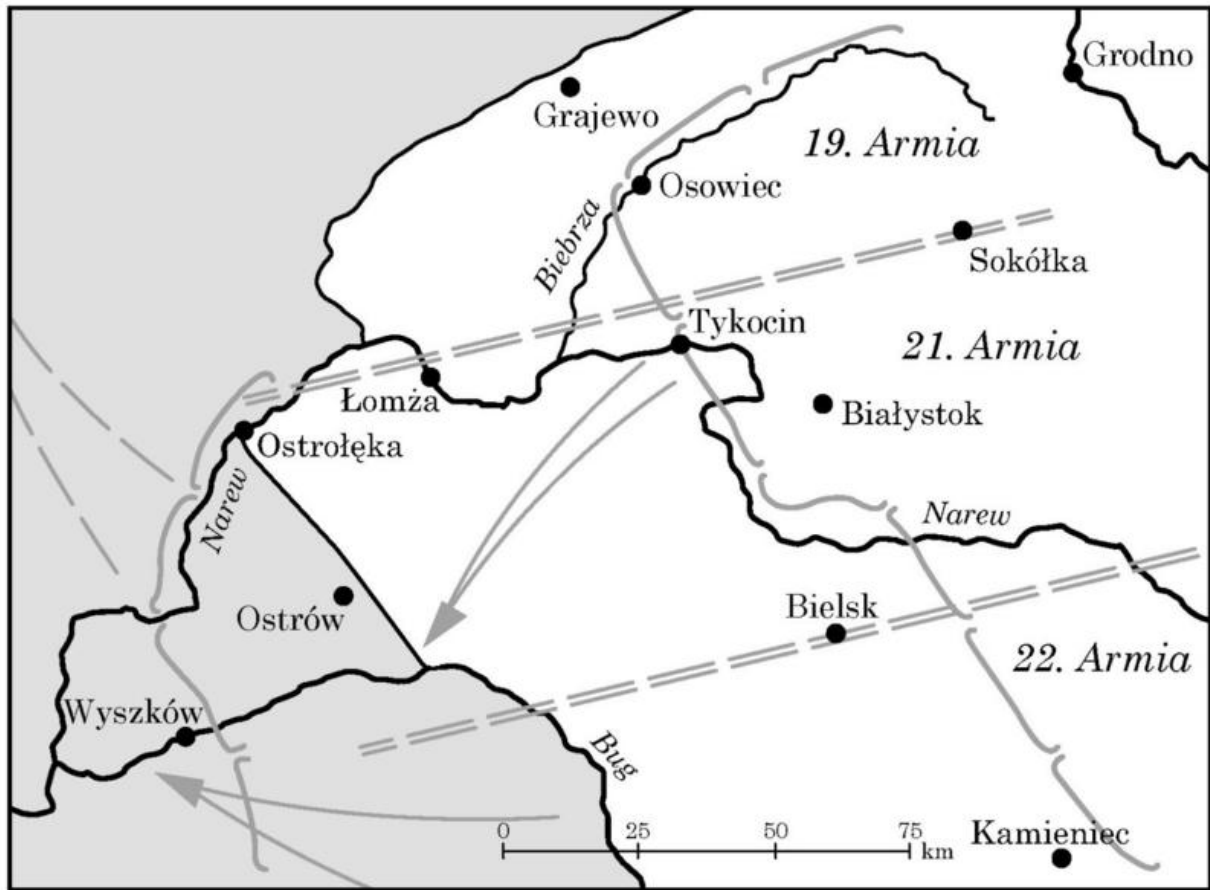 Grodno
Grajewo
19. Armia
Osowiec
Biebrza
Sokółka
Tykocin
21. Armia
Łomża
Białystok
Ostrołęka
Narew
Narew
Ostrów
Bielsk
22. Armia
Wyszków
Bug
0 25 50 75
km
Kamieniec